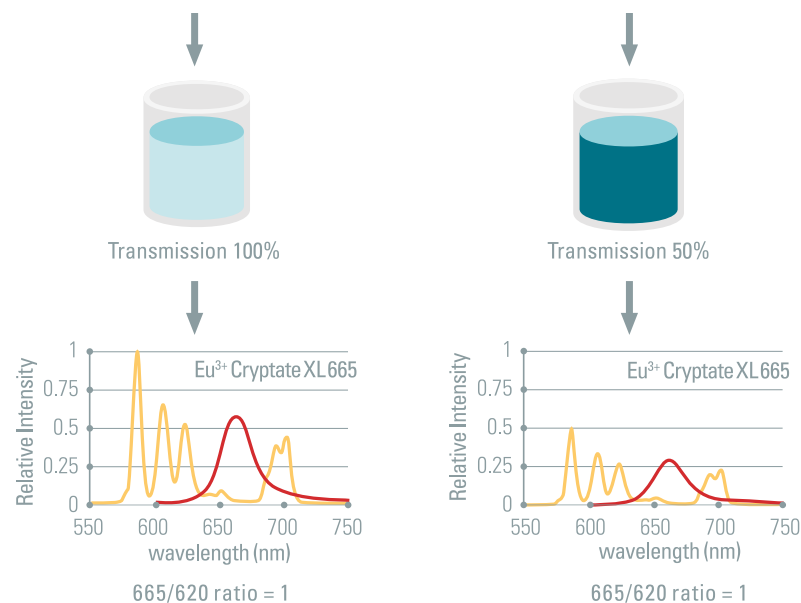 Transmission 100%
Transmission 50%
Relative Intensity
1
0.75
0.5
0.25
0
Eu³⁺ Cryptate XL665
550 600 650 700 750
wavelength (nm)
665/620 ratio = 1
Relative Intensity
1
0.75
0.5
0.25
0
Eu³⁺ Cryptate XL665
550 600 650 700 750
wavelength (nm)
665/620 ratio = 1